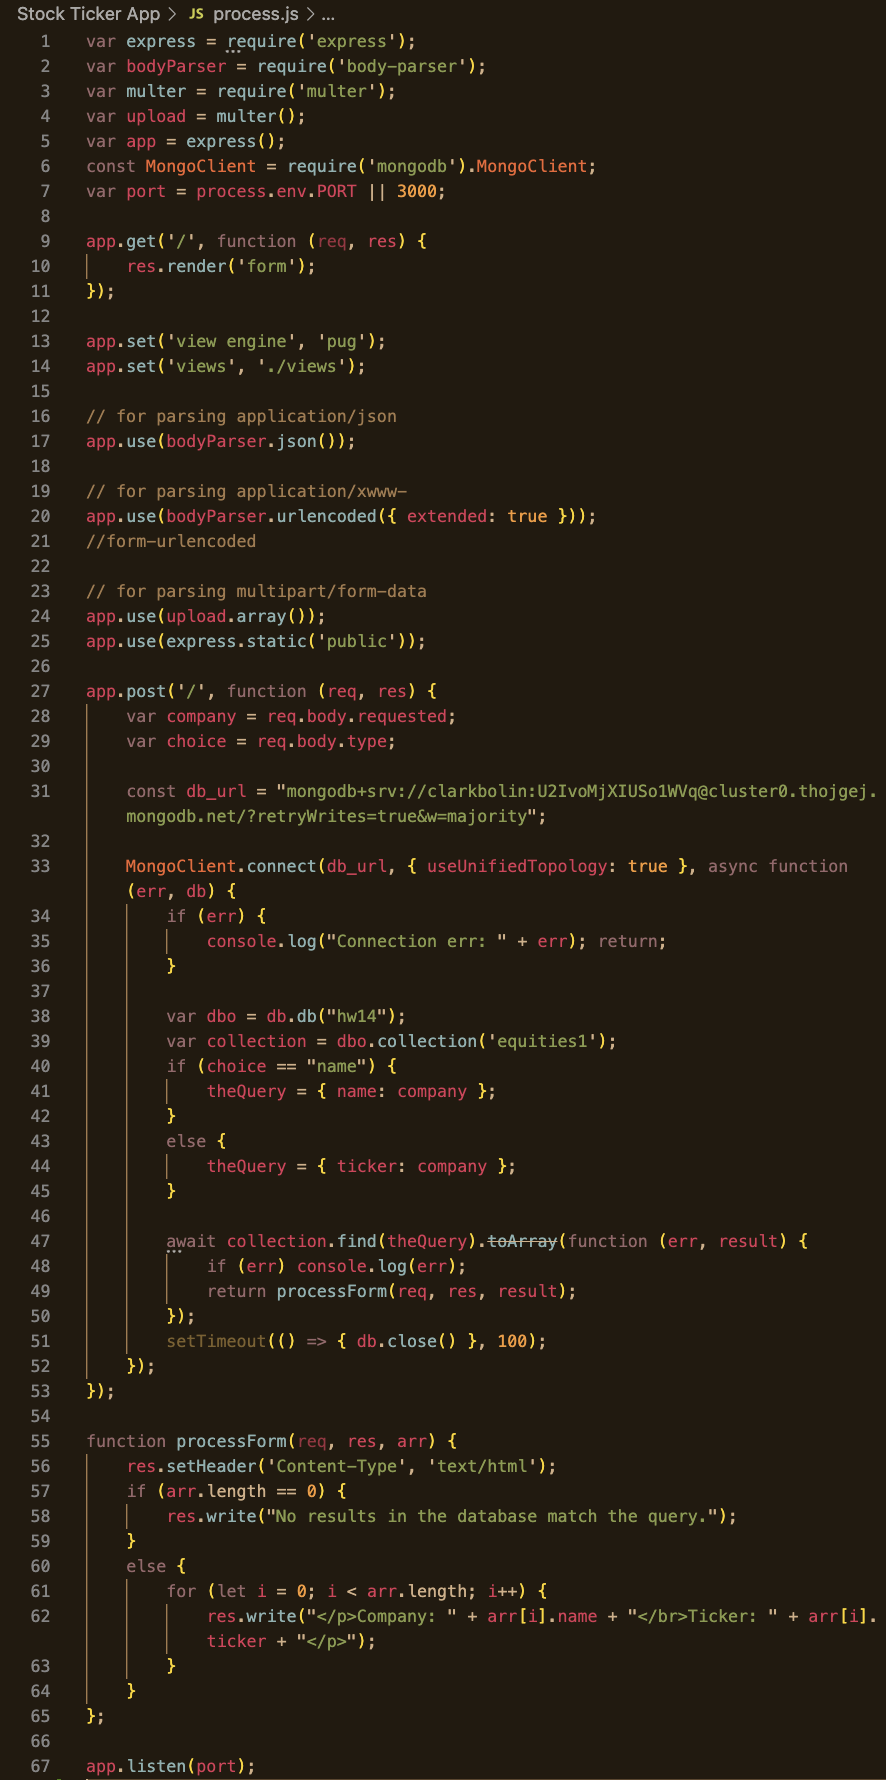 Stock Ticker App > JS process.js > ...
1 var express = require('express');
2 var bodyParser = require('body-parser');
3 var multer = require('multer');
4 var upload = multer();
5 var app = express();
6 const MongoClient = require('mongodb').MongoClient;
7 var port = process.env.PORT || 3000;
8
9 app.get('/', function (req, res) {
10     res.render('form');
11 });
12
13 app.set('view engine', 'pug');
14 app.set('views', './views');
15
16 // for parsing application/json
17 app.use(bodyParser.json());
18
19 // for parsing application/xwww-
20 app.use(bodyParser.urlencoded({ extended: true }));
21 //form-urlencoded
22
23 // for parsing multipart/form-data
24 app.use(upload.array());
25 app.use(express.static('public'));
26
27 app.post('/', function (req, res) {
28     var company = req.body.requested;
29     var choice = req.body.type;
30
31     const db_url = "mongodb+srv://clarkbolin:U2IvoMjXIUSo1WVq@cluster0.thojgej.
mongodb.net/?retryWrites=true&w=majority";
32
33     MongoClient.connect(db_url, { useUnifiedTopology: true }, async function
(err, db) {
34         if (err) {
35             console.log("Connection err: " + err); return;
36         }
37
38         var dbo = db.db("hw14");
39         var collection = dbo.collection('equities1');
40         if (choice == "name") {
41             theQuery = { name: company };
42         }
43         else {
44             theQuery = { ticker: company };
45         }
46
47         await collection.find(theQuery).toArray(function (err, result) {
48             if (err) console.log(err);
49             return processForm(req, res, result);
50         });
51         setTimeout(() => { db.close() }, 100);
52     });
53 });
54
55 function processForm(req, res, arr) {
56     res.setHeader('Content-Type', 'text/html');
57     if (arr.length == 0) {
58         res.write("No results in the database match the query.");
59     }
60     else {
61         for (let i = 0; i < arr.length; i++) {
62             res.write("</p>Company: " + arr[i].name + "</br>Ticker: " + arr[i].
ticker + "</p>");
63         }
64     }
65 };
66
67 app.listen(port);